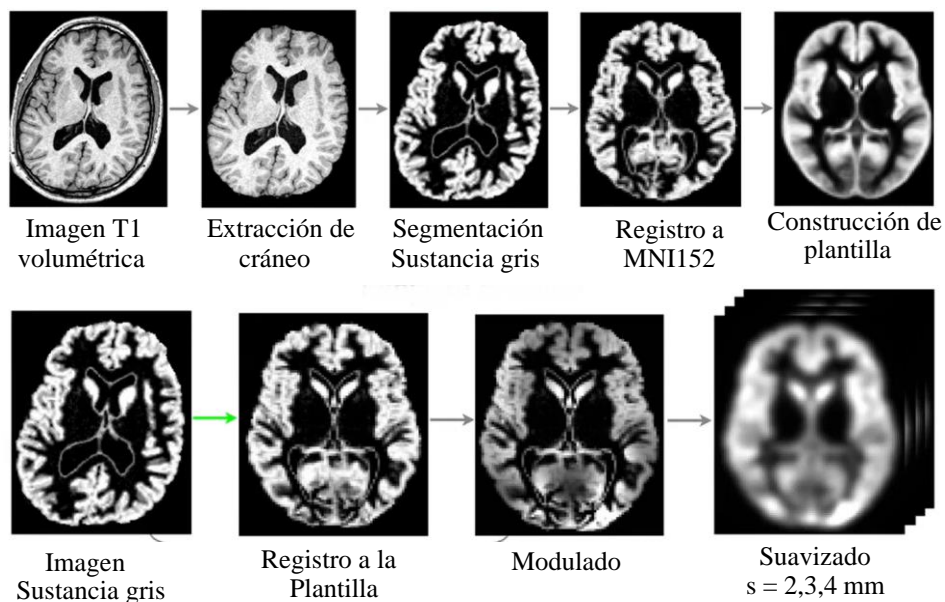 Imagen T1
volumétrica
Extracción de
cráneo
Segmentación
Sustancia gris
Registro a
MNI152
Construcción de
plantilla
Imagen
Sustancia gris
Registro a la
Plantilla
Modulado
Suavizado
s = 2,3,4 mm